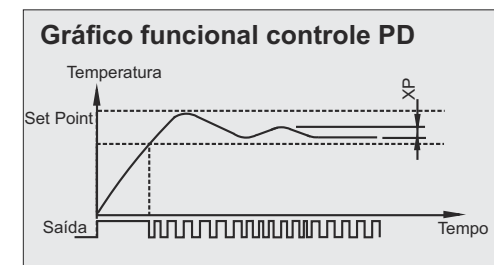 Gráfico funcional controle PD
Temperatura
XP
Set Point
Saída
Tempo